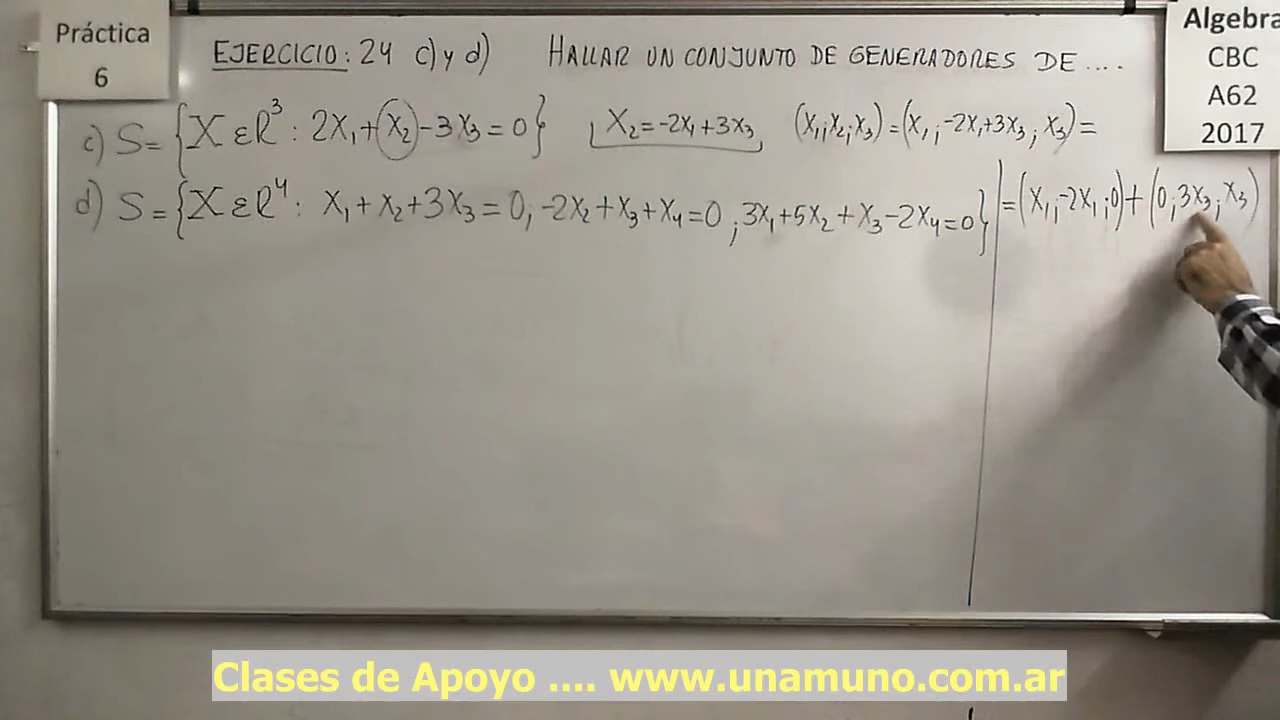 Práctica
6
EJERCICIO: 24 c) y d) HALLAR UN CONJUNTO DE GENERADORES DE ....
Algebra
CBC
A62
2017
c) S = {X ε R³ : 2X₁ + X₂ - 3X₃ = 0} X₂ = -2X₁ + 3X₃ (X₁; X₂; X₃) = (X₁; -2X₁ + 3X₃; X₃) =
d) S = {X ε R⁴ : X₁ + X₂ + 3X₃ = 0, -2X₂ + X₃ + X₄ = 0; 3X₁ + 5X₂ + X₃ - 2X₄ = 0}
= (X₁; -2X₁; 0) + (0; 3X₃; X₃)
Clases de Apoyo .... www.unamuno.com.ar